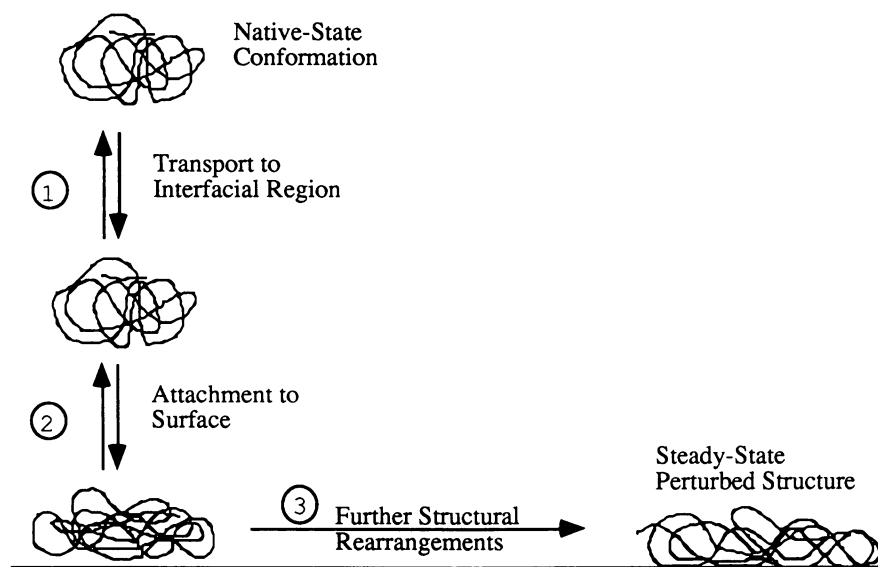 Native-State
Conformation
1
Transport to
Interfacial Region
2
Attachment to
Surface
3
Further Structural
Rearrangements
Steady-State
Perturbed Structure